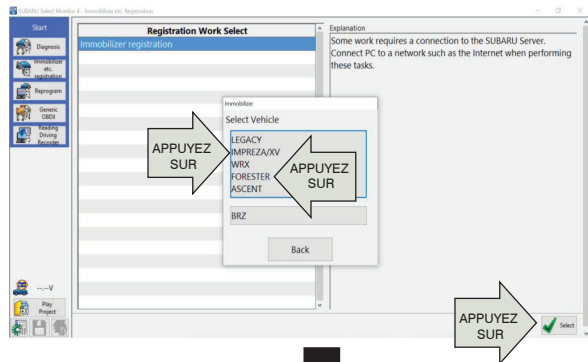 SUBARU Select Monitor 4 - Immobilizer etc. Registration
Start
Diagnosis
Immobilizer
etc.
registration
Reprogram
Generic
OBDII
Reading
Driving
Recorder
--.--V
Play
Project
Registration Work Select
Immobilizer registration
Explanation
Some work requires a connection to the SUBARU Server.
Connect PC to a network such as the Internet when performing
these tasks.
Immobilizer
Select Vehicle
LEGACY
IMPREZA/XV
WRX
FORESTER
ASCENT
BRZ
Back
APPUYEZ
SUR
APPUYEZ
SUR
APPUYEZ
SUR
Select